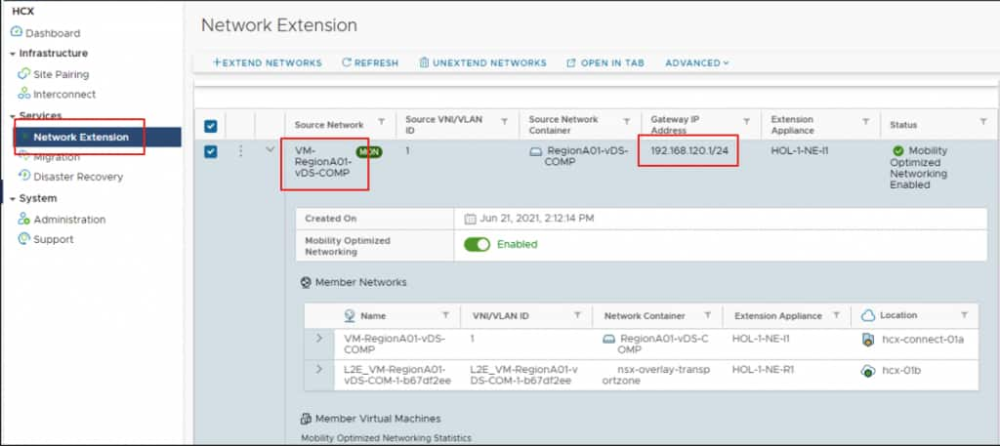 HCX
Dashboard
Infrastructure
Site Pairing
Interconnect
Services
Network Extension
Migration
Disaster Recovery
System
Administration
Support
Network Extension
+EXTEND NETWORKS REFRESH UNEXTEND NETWORKS OPEN IN TAB ADVANCED
Source Network
Source VNI/VLAN
ID
Source Network
Container
Gateway IP
Address
Extension
Appliance
Status
VM-
RegionA01-
vDS-COMP
MON
1
RegionA01-vDS-
COMP
192.168.120.1/24
HOL-1-NE-I1
Mobility
Optimized
Networking
Enabled
Created On
Jun 21, 2021, 2:12:14 PM
Mobility Optimized
Networking
Enabled
Member Networks
Name VNI/VLAN ID Network Container Extension Appliance Location
VM-RegionA01-vDS-
COMP
1
RegionA01-vDS-C
OMP
HOL-1-NE-I1
hcx-connect-01a
L2E_VM-RegionA01-
vDS-COM-1-b67df2ee
L2E_VM-RegionA01-v
DS-COM-1-b67df2ee
nsx-overlay-transp
ortzone
HOL-1-NE-R1
hcx-01b
Member Virtual Machines
Mobility Optimized Networking Statistics